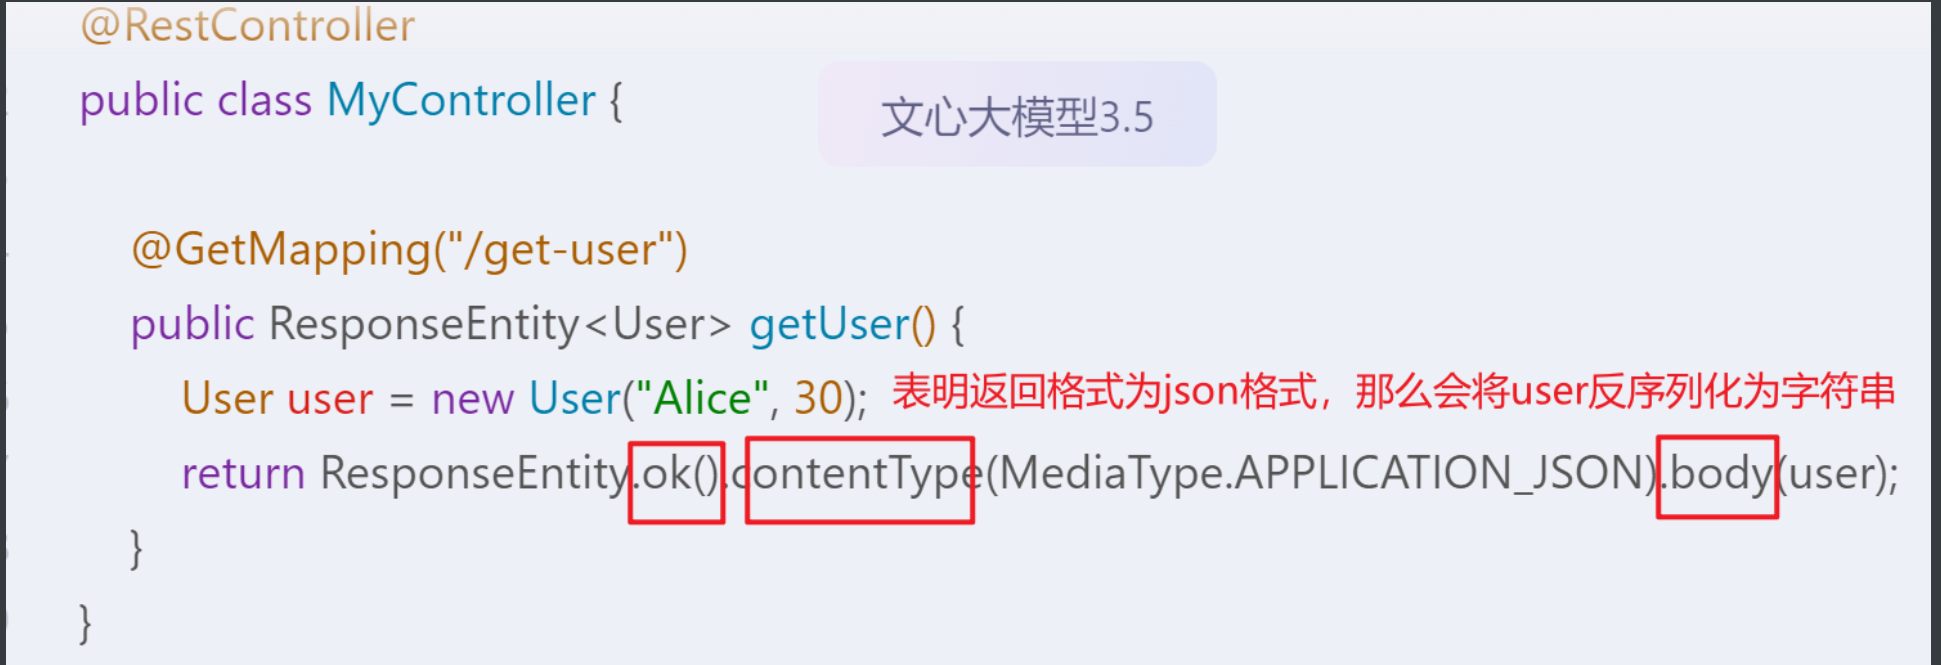 @RestController
public class MyController {
文心大模型3.5
@GetMapping("/get-user")
public ResponseEntity<User> getUser() {
User user = new User("Alice", 30); 表明返回格式为json格式，那么会将user反序列化为字符串
return ResponseEntity.ok().contentType(MediaType.APPLICATION_JSON).body(user);
}
}